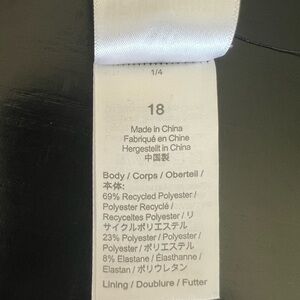 1/4
18
Made in China
Fabriqué en Chine
Hergestellt in China
中国製
Body / Corps / Oberteil /
本体:
69% Recycled Polyester /
Polyester Recyclé /
Recyceltes Polyester / リ
サイクルポリエステル
23% Polyester / Polyester /
Polyester / ポリエステル
8% Elastane / Élasthanne /
Elastan / ポリウレタン
Lining / Doublure / Futter